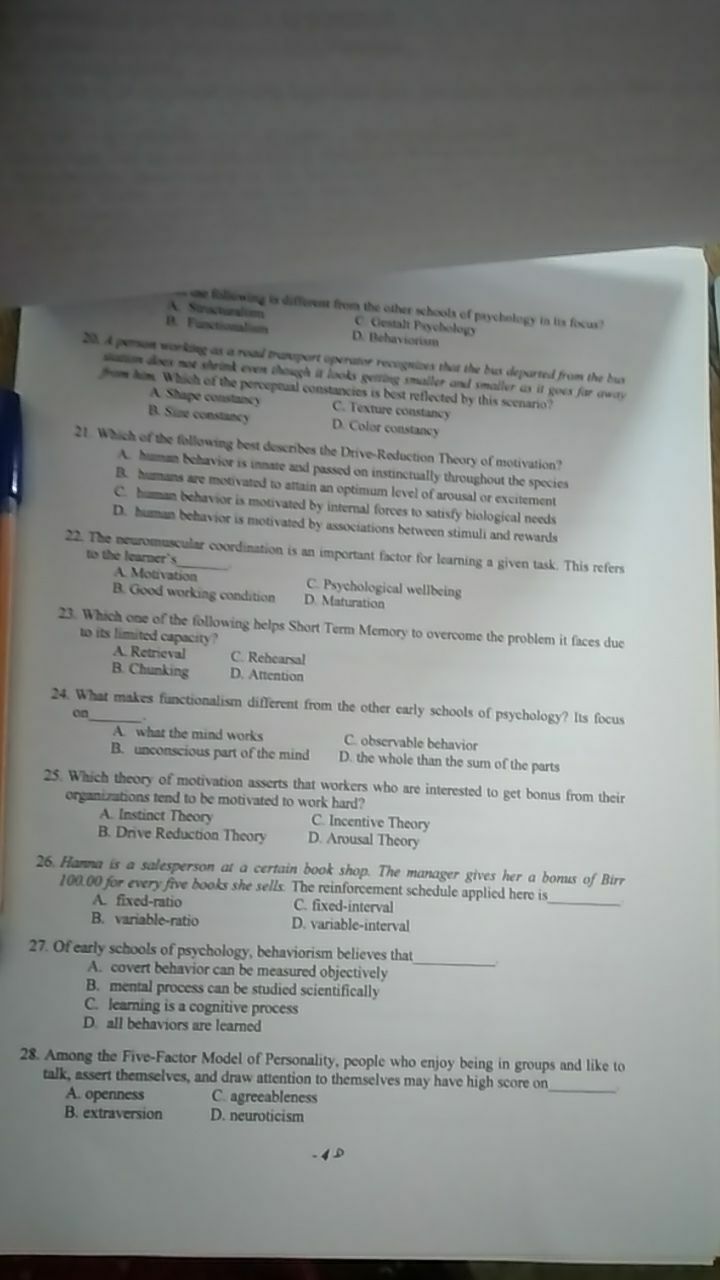 one following is different from the other schools of psychology in its focus?
A. Structuralism C. Gestalt Psychology
B. Functionalism D. Behaviorism
20. A person working as a road transport operator recognizes that the bus departed from the bus
station does not shrink even though it looks getting smaller and smaller as it goes far away
from him. Which of the perceptual constancies is best reflected by this scenario?
A. Shape constancy C. Texture constancy
B. Size constancy D. Color constancy
21. Which of the following best describes the Drive-Reduction Theory of motivation?
A. human behavior is innate and passed on instinctually throughout the species
B. humans are motivated to attain an optimum level of arousal or excitement
C. human behavior is motivated by internal forces to satisfy biological needs
D. human behavior is motivated by associations between stimuli and rewards
22. The neuromuscular coordination is an important factor for learning a given task. This refers
to the learner's________.
A. Motivation C. Psychological wellbeing
B. Good working condition D. Maturation
23. Which one of the following helps Short Term Memory to overcome the problem it faces due
to its limited capacity?
A. Retrieval C. Rehearsal
B. Chunking D. Attention
24. What makes functionalism different from the other early schools of psychology? Its focus
on________.
A. what the mind works C. observable behavior
B. unconscious part of the mind D. the whole than the sum of the parts
25. Which theory of motivation asserts that workers who are interested to get bonus from their
organizations tend to be motivated to work hard?
A. Instinct Theory C. Incentive Theory
B. Drive Reduction Theory D. Arousal Theory
26. Hanna is a salesperson at a certain book shop. The manager gives her a bonus of Birr
100.00 for every five books she sells. The reinforcement schedule applied here is__________.
A. fixed-ratio C. fixed-interval
B. variable-ratio D. variable-interval
27. Of early schools of psychology, behaviorism believes that___________.
A. covert behavior can be measured objectively
B. mental process can be studied scientifically
C. learning is a cognitive process
D. all behaviors are learned
28. Among the Five-Factor Model of Personality, people who enjoy being in groups and like to
talk, assert themselves, and draw attention to themselves may have high score on_________.
A. openness C. agreeableness
B. extraversion D. neuroticism